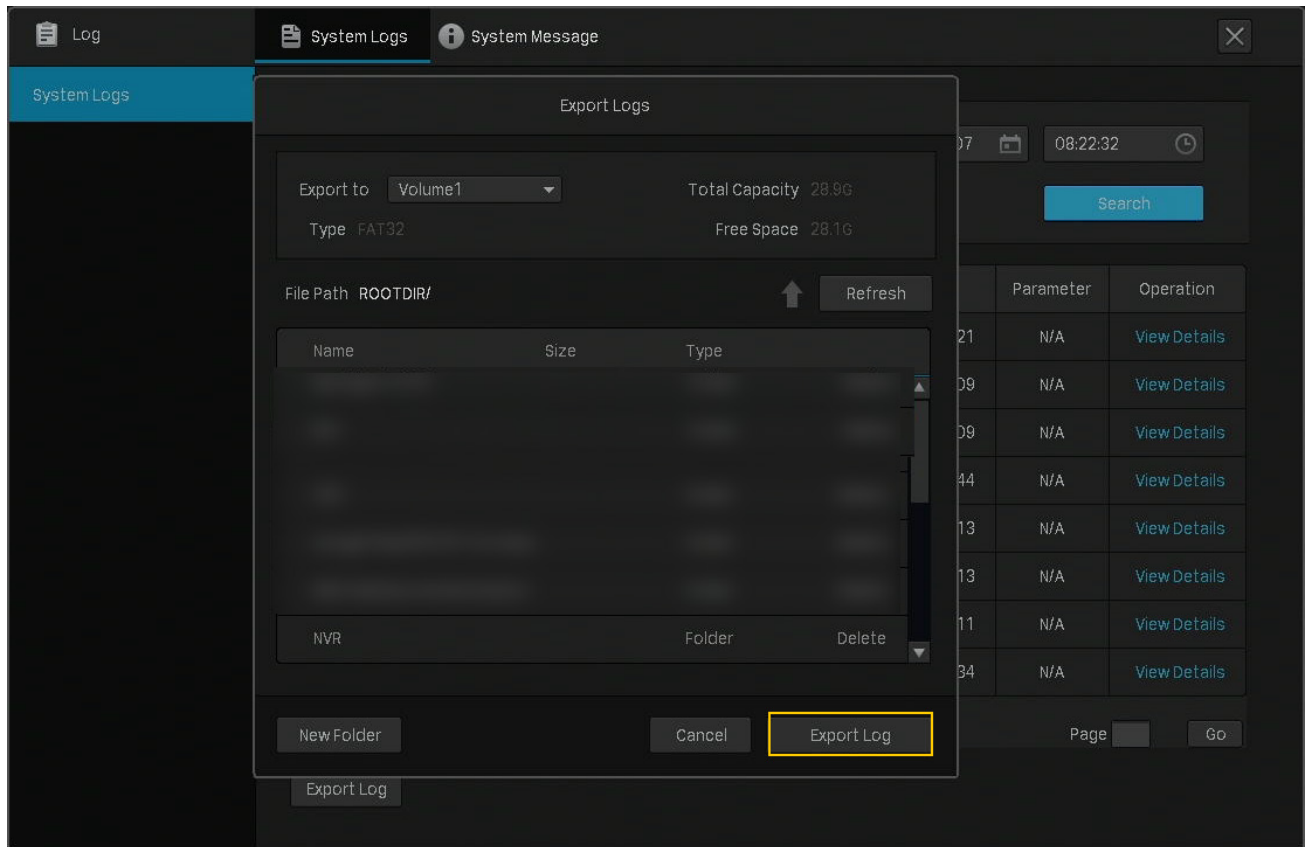 Log
System Logs
System Message
System Logs
Export Logs
07
08:22:32
Export to Volume1
Total Capacity 28.9G
Search
Type FAT32
Free Space 28.1G
File Path ROOTDIR/
Refresh
Parameter Operation
Name Size Type
21 N/A View Details
09 N/A View Details
09 N/A View Details
44 N/A View Details
13 N/A View Details
13 N/A View Details
11 N/A View Details
NVR Folder Delete
34 N/A View Details
New Folder
Cancel
Export Log
Page
Go
Export Log